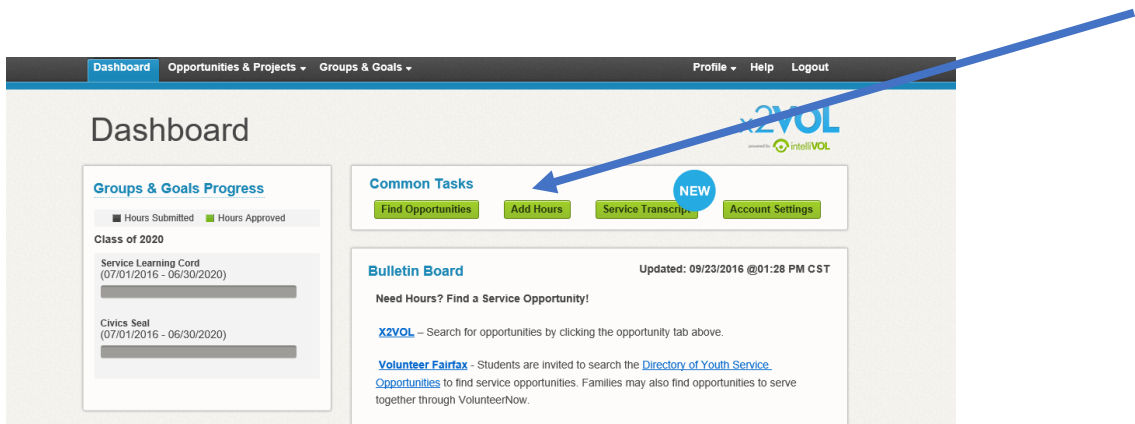 Dashboard Opportunities & Projects Groups & Goals Profile Help Logout
Dashboard
x2VOL
powered by intelliVOL
Groups & Goals Progress
Hours Submitted Hours Approved
Class of 2020
Service Learning Cord
(07/01/2016 - 06/30/2020)
Civics Seal
(07/01/2016 - 06/30/2020)
Common Tasks
NEW
Find Opportunities Add Hours Service Transcript Account Settings
Bulletin Board Updated: 09/23/2016 @01:28 PM CST
Need Hours? Find a Service Opportunity!
X2VOL – Search for opportunities by clicking the opportunity tab above.
Volunteer Fairfax - Students are invited to search the Directory of Youth Service
Opportunities to find service opportunities. Families may also find opportunities to serve
together through VolunteerNow.